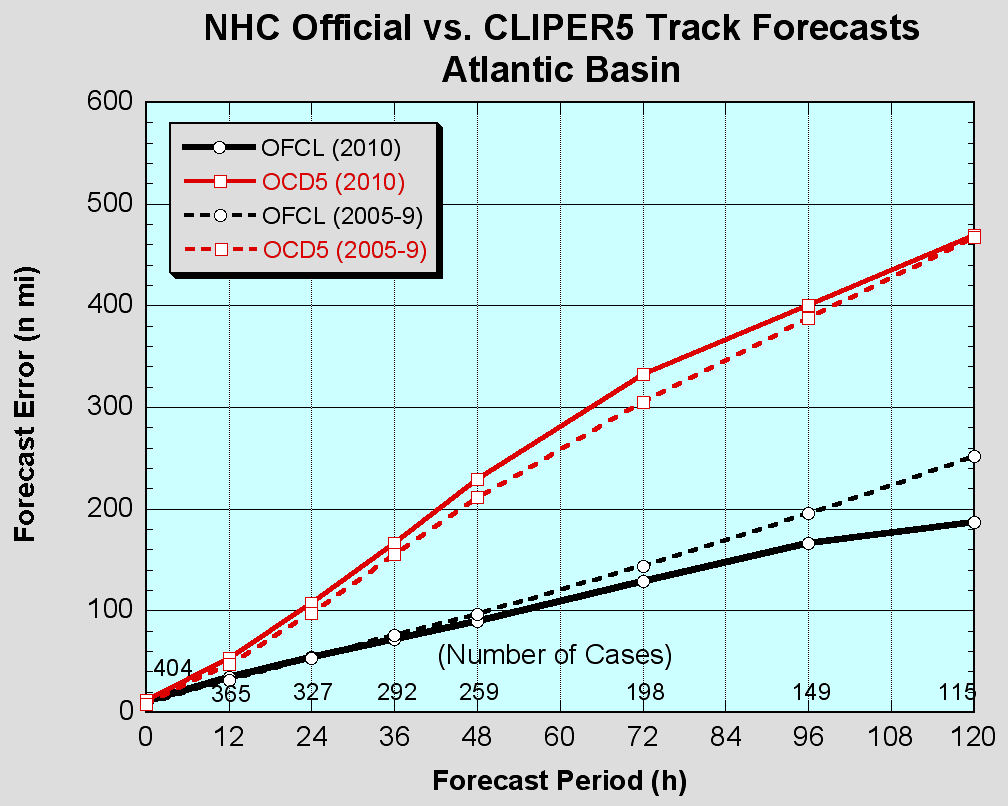 NHC Official vs. CLIPER5 Track Forecasts
Atlantic Basin
600
500
400
300
200
100
0
Forecast Error (n mi)
OFCL (2010)
OCD5 (2010)
OFCL (2005-9)
OCD5 (2005-9)
(Number of Cases)
404
365 327 292 259 198 149 115
0 12 24 36 48 60 72 84 96 108 120
Forecast Period (h)